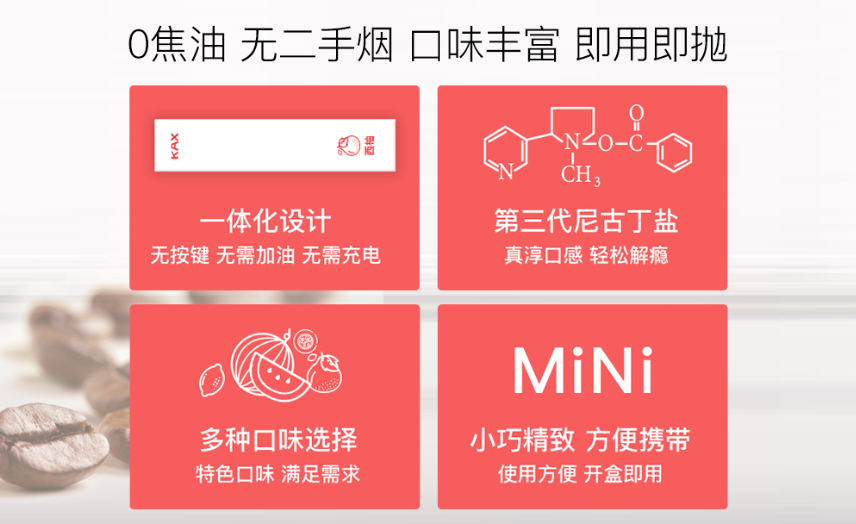 0焦油 无二手烟 口味丰富 即用即抛
KAX
西柚
一体化设计
无按键 无需加油 无需充电
N
N
O
O
C
CH3
第三代尼古丁盐
真淳口感 轻松解瘾
多种口味选择
特色口味 满足需求
MiNi
小巧精致 方便携带
使用方便 开盒即用